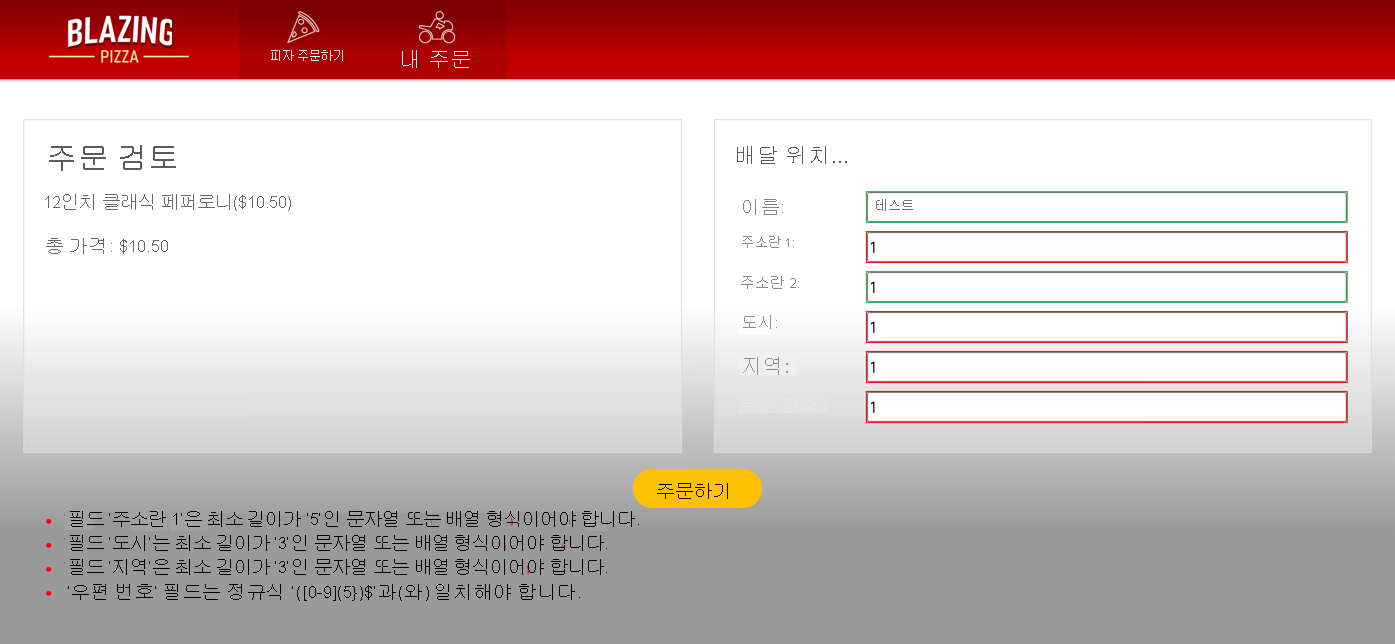 BLAZING
PIZZA
피자 주문하기
내 주문
주문 검토
12인치 클래식 페퍼로니($10.50)
총 가격: $10.50
배달 위치...
이름: 테스트
주소란 1: 1
주소란 2: 1
도시: 1
지역: 1
우편 번호: 1
주문하기
필드 '주소란 1'은 최소 길이가 '5'인 문자열 또는 배열 형식이어야 합니다.
필드 '도시'는 최소 길이가 '3'인 문자열 또는 배열 형식이어야 합니다.
필드 '지역'은 최소 길이가 '3'인 문자열 또는 배열 형식이어야 합니다.
'우편 번호' 필드는 정규식 '([0-9](5})$'과(와) 일치해야 합니다.